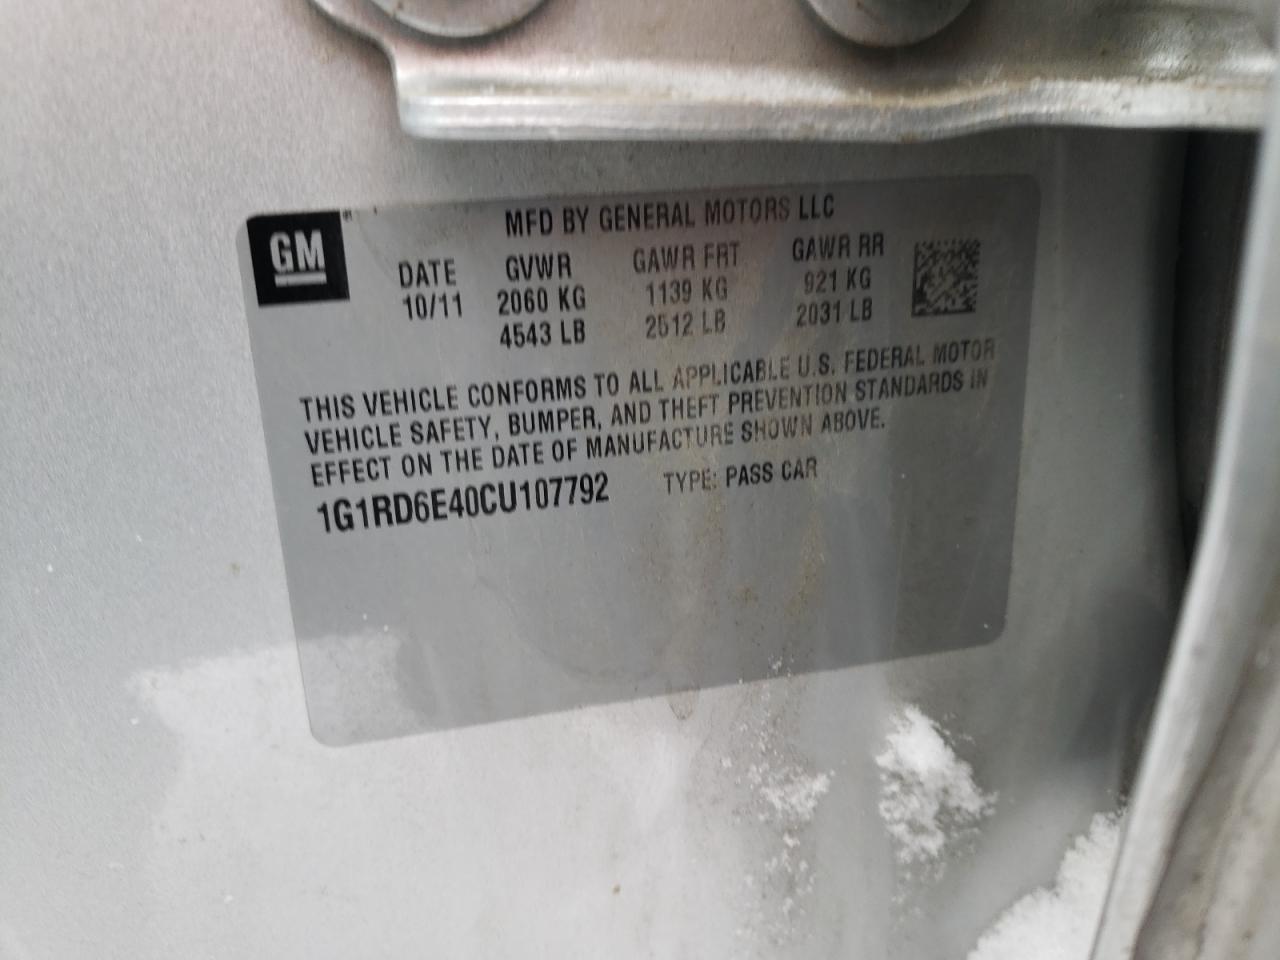 GM
MFD BY GENERAL MOTORS LLC
DATE GVWR GAWR FRT GAWR RR
10/11 2060 KG 1139 KG 921 KG
4543 LB 2512 LB 2031 LB
THIS VEHICLE CONFORMS TO ALL APPLICABLE U.S. FEDERAL MOTOR
VEHICLE SAFETY, BUMPER, AND THEFT PREVENTION STANDARDS IN
EFFECT ON THE DATE OF MANUFACTURE SHOWN ABOVE.
1G1RD6E40CU107792 TYPE: PASS CAR